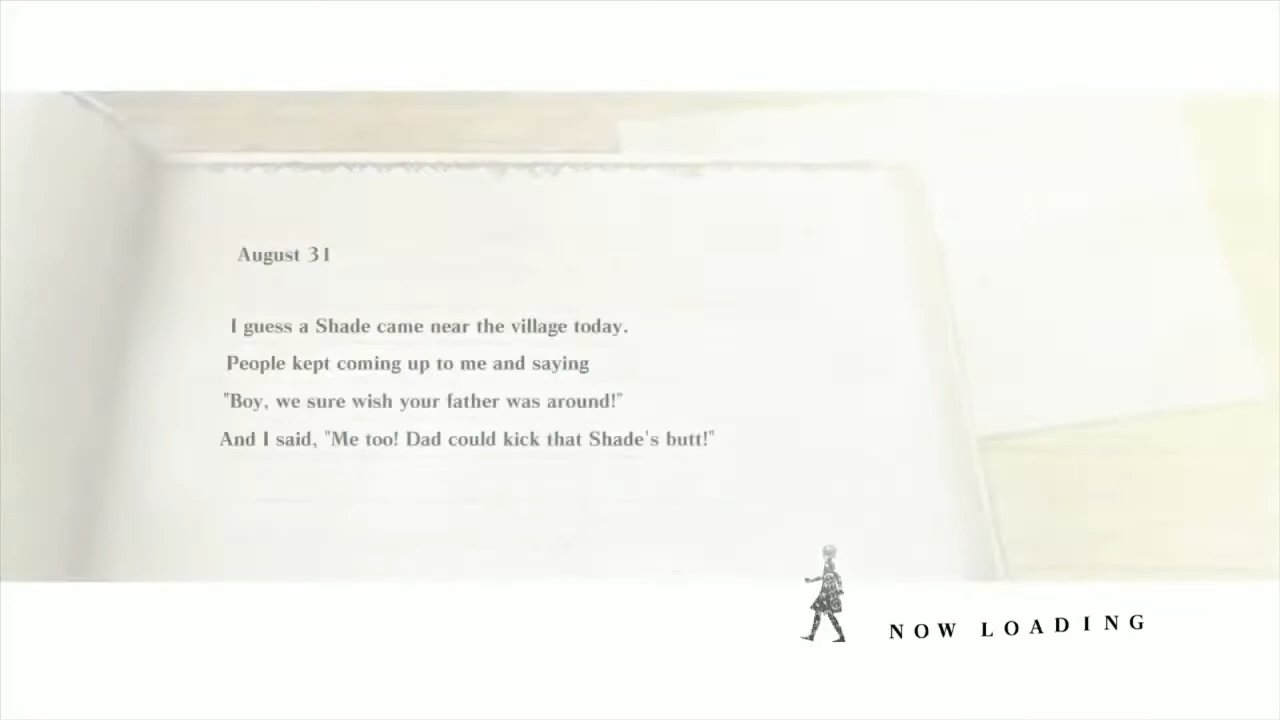 August 31
I guess a Shade came near the village today.
People kept coming up to me and saying
"Boy, we sure wish your father was around!"
And I said, "Me too! Dad could kick that Shade's butt!"
NOW LOADING